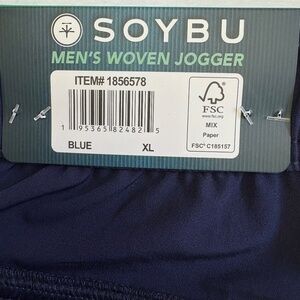 SOYBU
MEN'S WOVEN JOGGER
ITEM# 1856578
1 95365 82482 5
BLUE XL
FSC
www.fsc.org
MIX
Paper
FSC® C185157